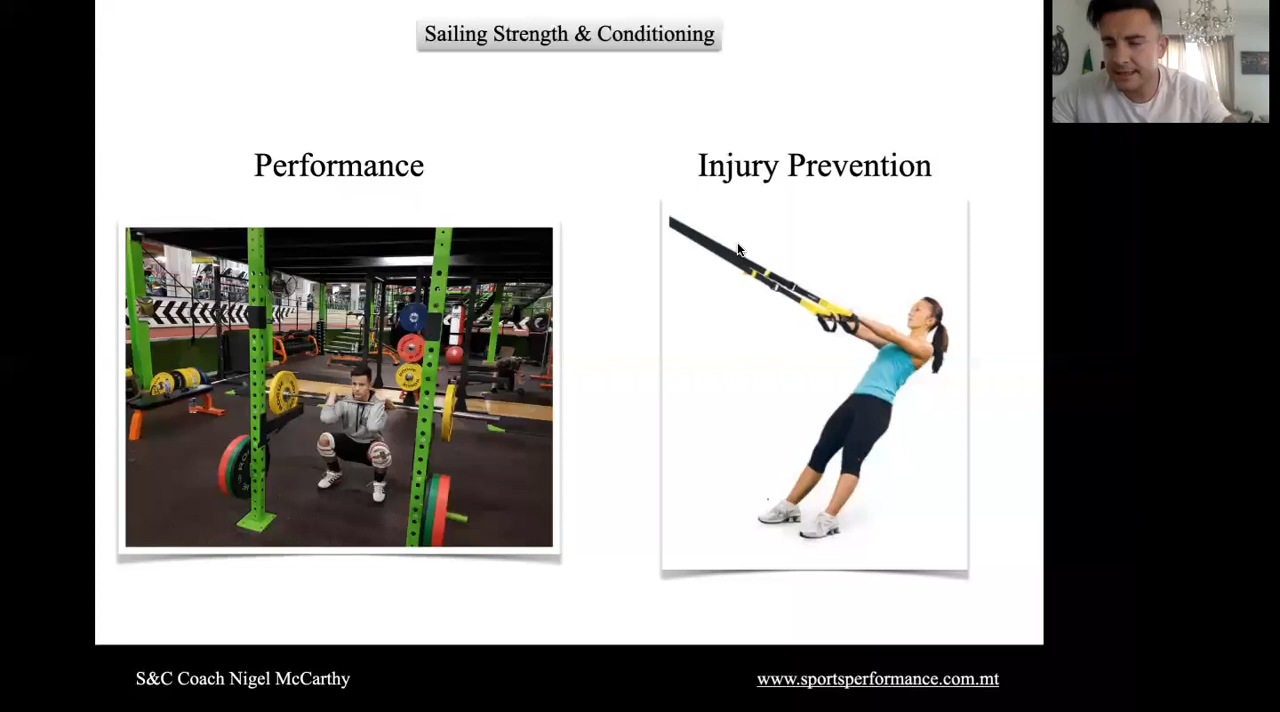 Sailing Strength & Conditioning
Performance
Injury Prevention
S&C Coach Nigel McCarthy
www.sportsperformance.com.mt